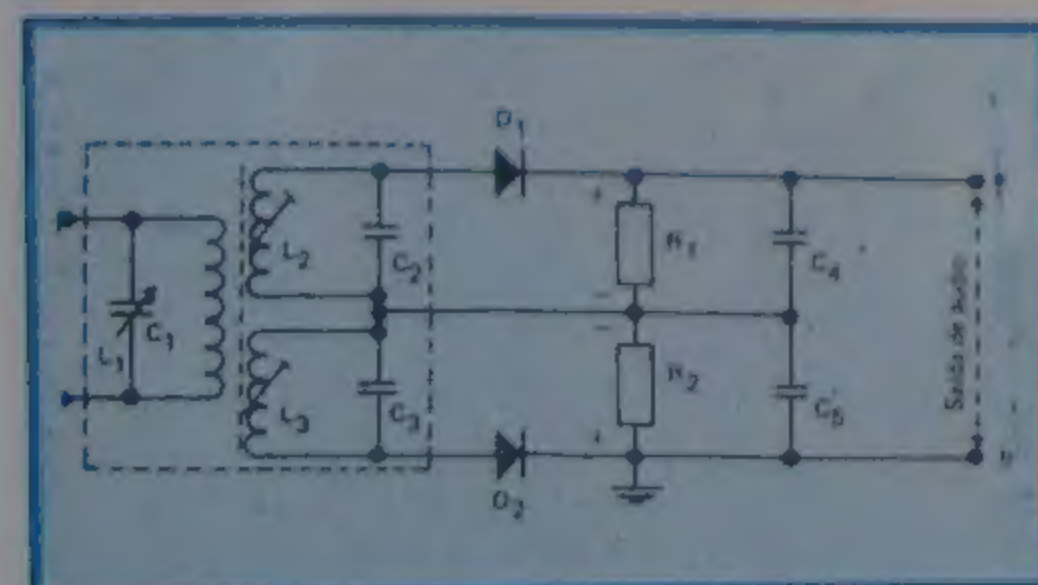 D1
L2
C2
R1
C4
L1
C1
L3
C3
R2
C5
D2
Saída de áudio
+
−
−
+